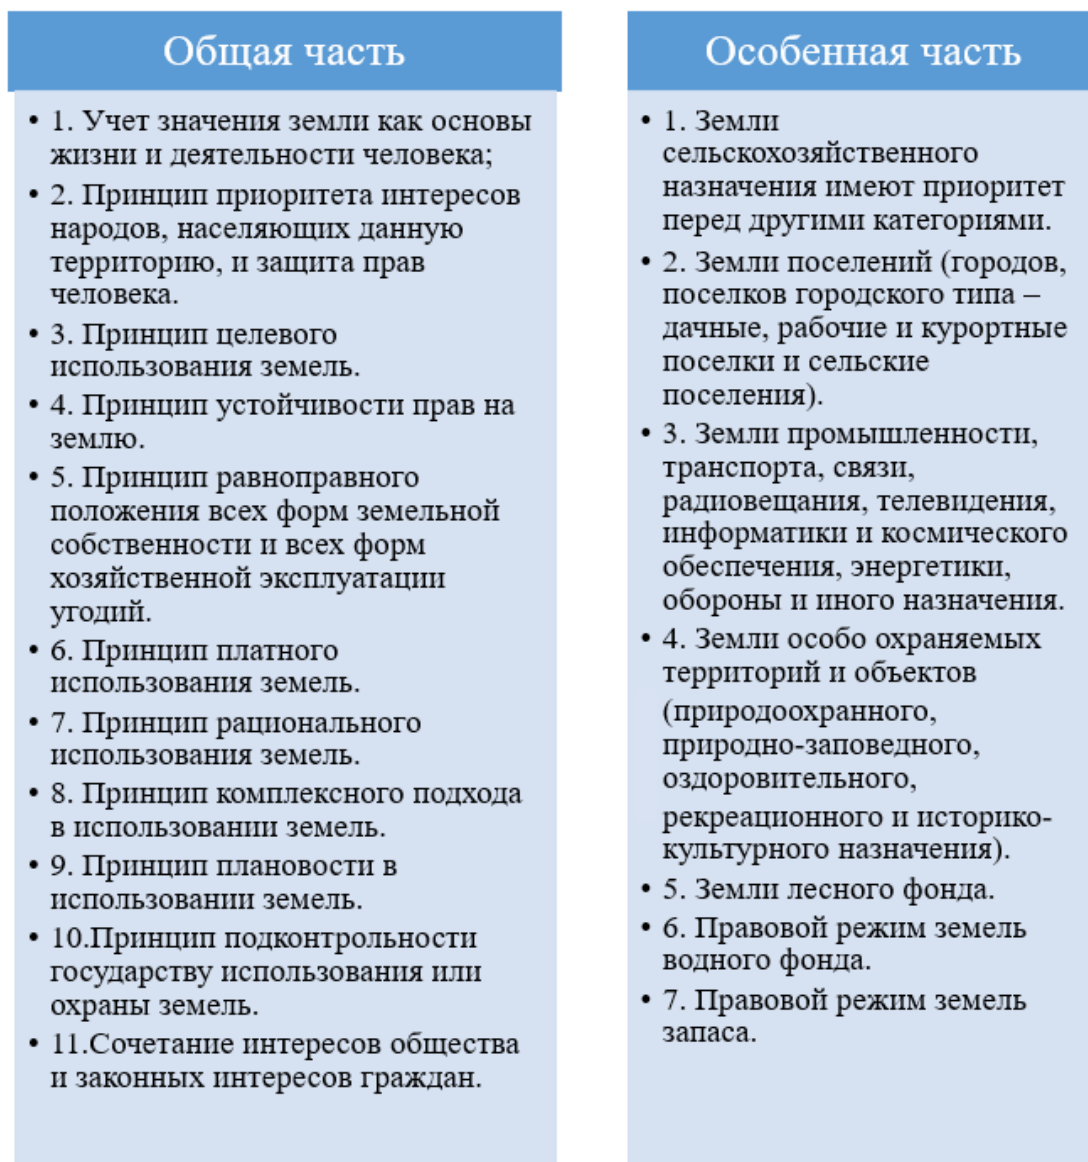 Общая часть
• 1. Учет значения земли как основы
жизни и деятельности человека;
• 2. Принцип приоритета интересов
народов, населяющих данную
территорию, и защита прав
человека.
• 3. Принцип целевого
использования земель.
• 4. Принцип устойчивости прав на
землю.
• 5. Принцип равноправного
положения всех форм земельной
собственности и всех форм
хозяйственной эксплуатации
угодий.
• 6. Принцип платного
использования земель.
• 7. Принцип рационального
использования земель.
• 8. Принцип комплексного подхода
в использовании земель.
• 9. Принцип плановости в
использовании земель.
• 10.Принцип подконтрольности
государству использования или
охраны земель.
• 11.Сочетание интересов общества
и законных интересов граждан.
Особенная часть
• 1. Земли
сельскохозяйственного
назначения имеют приоритет
перед другими категориями.
• 2. Земли поселений (городов,
поселков городского типа –
дачные, рабочие и курортные
поселки и сельские
поселения).
• 3. Земли промышленности,
транспорта, связи,
радиовещания, телевидения,
информатики и космического
обеспечения, энергетики,
обороны и иного назначения.
• 4. Земли особо охраняемых
территорий и объектов
(природоохранного,
природно-заповедного,
оздоровительного,
рекреационного и историко-
культурного назначения).
• 5. Земли лесного фонда.
• 6. Правовой режим земель
водного фонда.
• 7. Правовой режим земель
запаса.